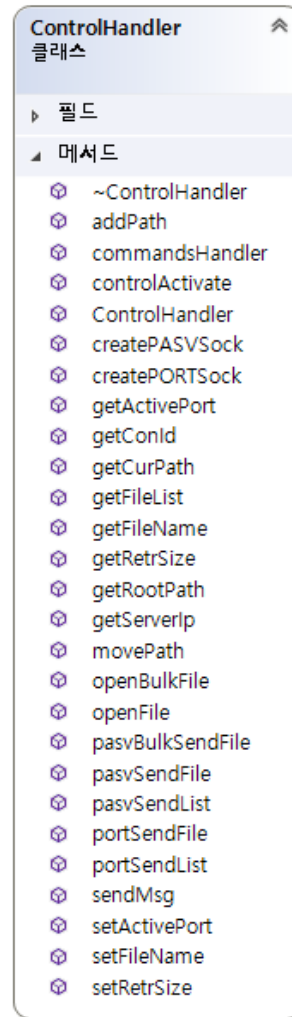 ControlHandler
클래스
필드
메서드
~ControlHandler
addPath
commandsHandler
controlActivate
ControlHandler
createPASVSock
createPORTSock
getActivePort
getConId
getCurPath
getFileList
getFileName
getRetrSize
getRootPath
getServerIp
movePath
openBulkFile
openFile
pasvBulkSendFile
pasvSendFile
pasvSendList
portSendFile
portSendList
sendMsg
setActivePort
setFileName
setRetrSize